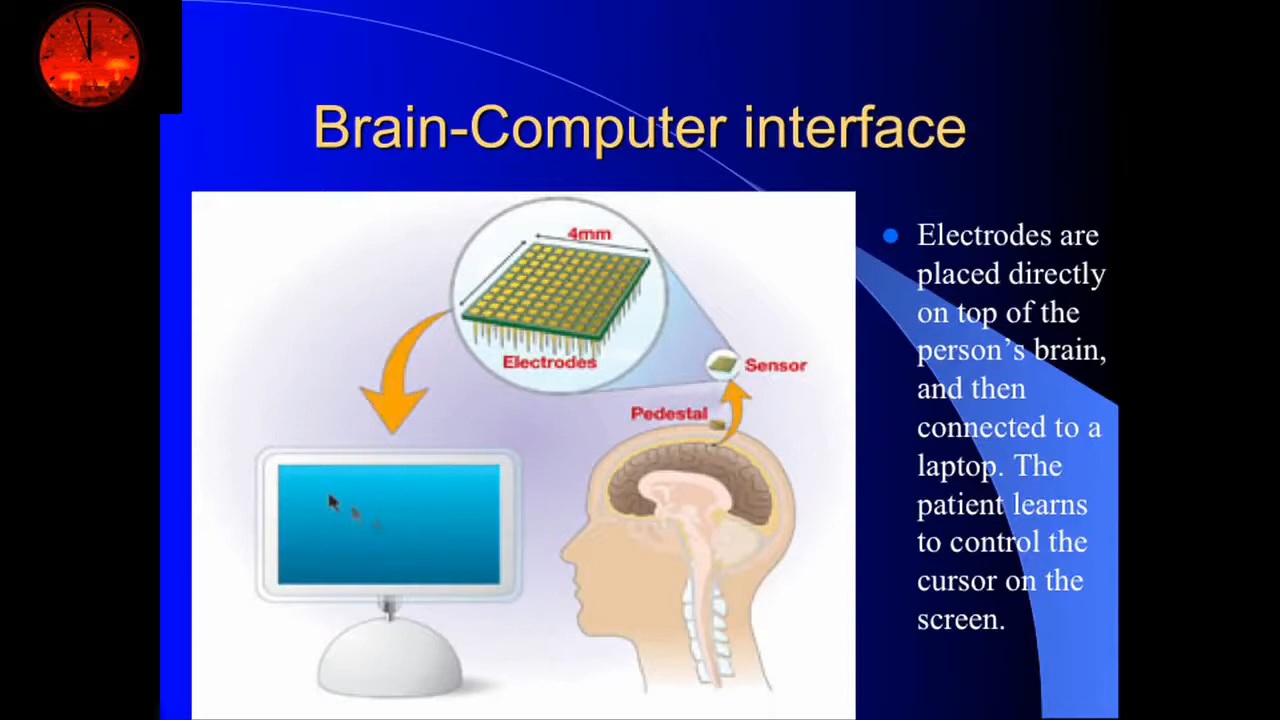 Brain-Computer interface
4mm
Electrodes
Sensor
Pedestal
Electrodes are
placed directly
on top of the
person’s brain,
and then
connected to a
laptop. The
patient learns
to control the
cursor on the
screen.